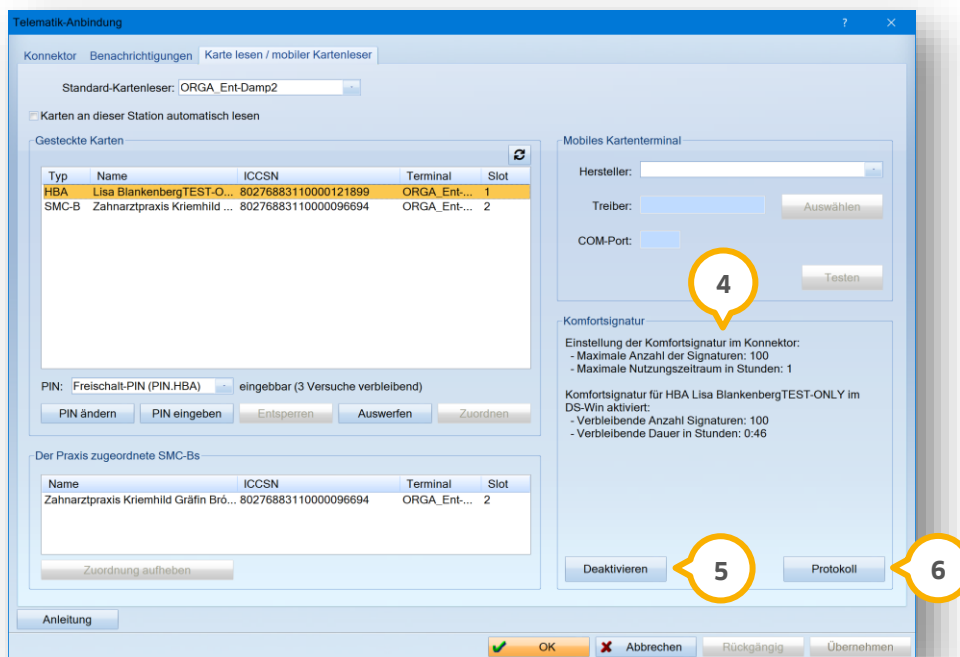 Telematik-Anbindung ? ×
Konnektor Benachrichtigungen Karte lesen / mobiler Kartenleser
Standard-Kartenleser: ORGA_Ent-Damp2
Karten an dieser Station automatisch lesen
Gesteckte Karten
Typ Name ICCSN Terminal Slot
HBA Lisa BlankenbergTEST-O... 80276883110000121899 ORGA_Ent-... 1
SMC-B Zahnarztpraxis Kriemhild ... 80276883110000096694 ORGA_Ent-... 2
PIN: Freischalt-PIN (PIN.HBA) eingebbar (3 Versuche verbleibend)
PIN ändern PIN eingeben Entsperren Auswerfen Zuordnen
Der Praxis zugeordnete SMC-Bs
Name ICCSN Terminal Slot
Zahnarztpraxis Kriemhild Gräfin Bró... 80276883110000096694 ORGA_Ent-... 2
Zuordnung aufheben
Mobiles Kartenterminal
Hersteller:
Treiber: Auswählen
COM-Port:
Testen
4
Komfortsignatur
Einstellung der Komfortsignatur im Konnektor:
- Maximale Anzahl der Signaturen: 100
- Maximale Nutzungszeitraum in Stunden: 1
Komfortsignatur für HBA Lisa BlankenbergTEST-ONLY im
DS-Win aktiviert:
- Verbleibende Anzahl Signaturen: 100
- Verbleibende Dauer in Stunden: 0:46
Deaktivieren 5 Protokoll 6
Anleitung
OK Abbrechen Rückgängig Übernehmen